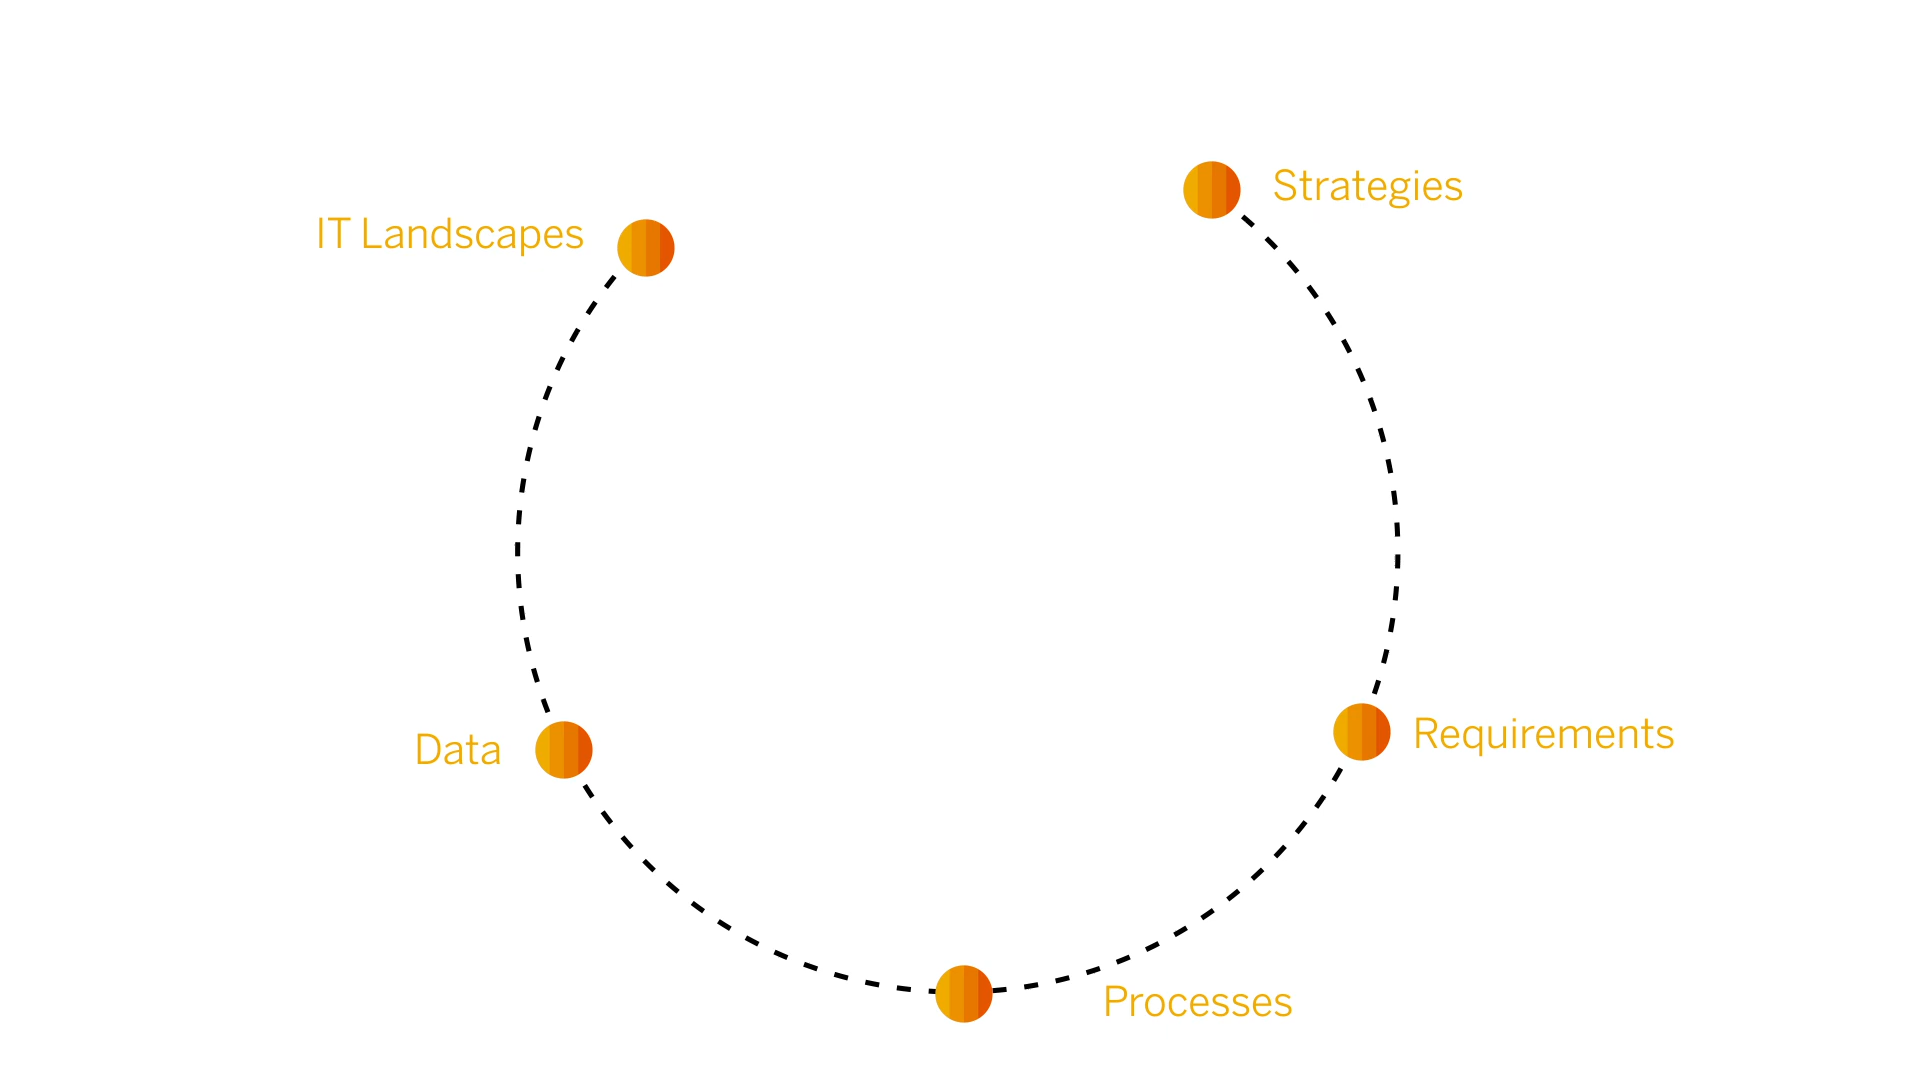 Strategies
IT Landscapes
Requirements
Data
Processes